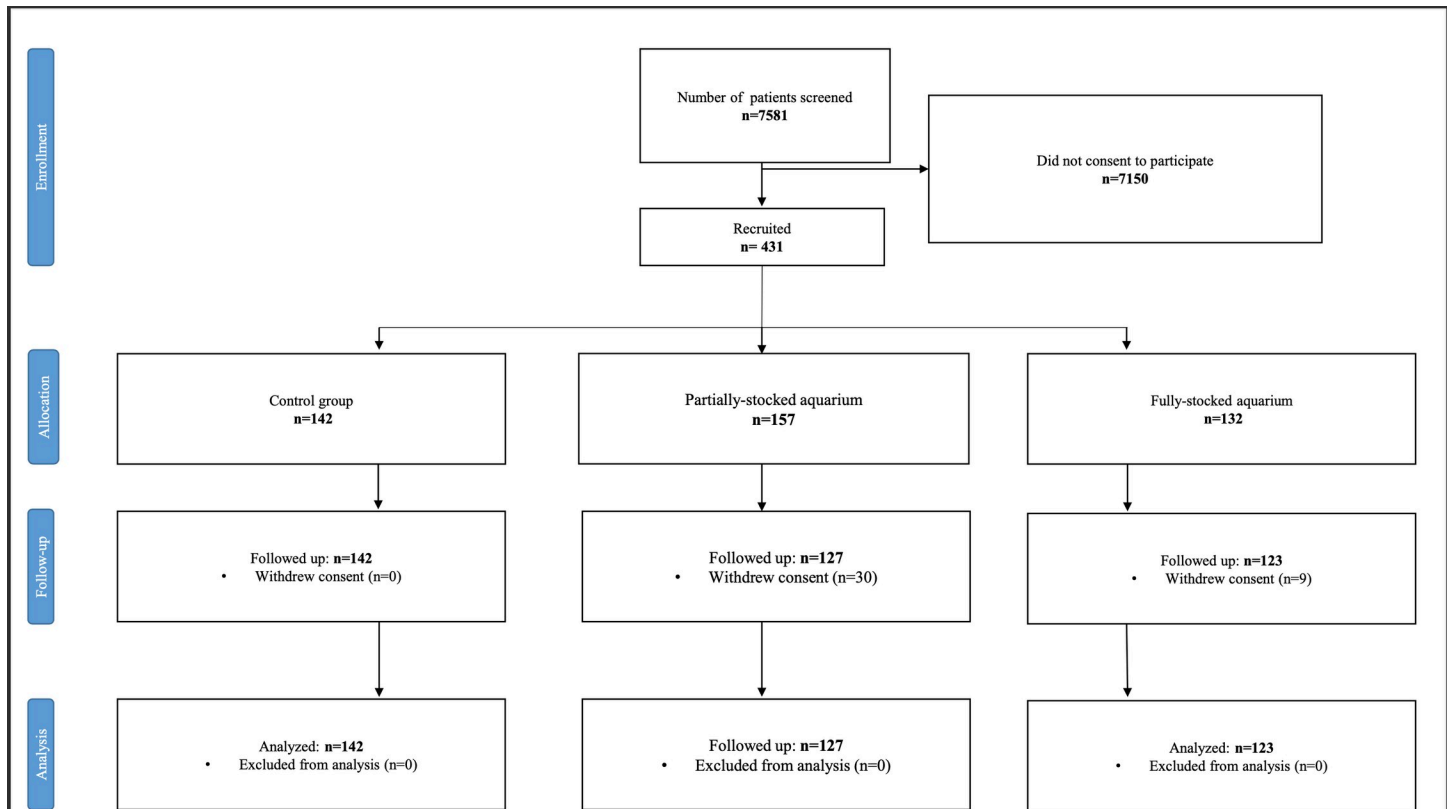 Enrollment
Number of patients screened
n=7581
Did not consent to participate
n=7150
Recruited
n= 431
Allocation
Control group
n=142
Partially-stocked aquarium
n=157
Fully-stocked aquarium
n=132
Follow-up
Followed up: n=142
• Withdrew consent (n=0)
Followed up: n=127
• Withdrew consent (n=30)
Followed up: n=123
• Withdrew consent (n=9)
Analysis
Analyzed: n=142
• Excluded from analysis (n=0)
Followed up: n=127
• Excluded from analysis (n=0)
Analyzed: n=123
• Excluded from analysis (n=0)